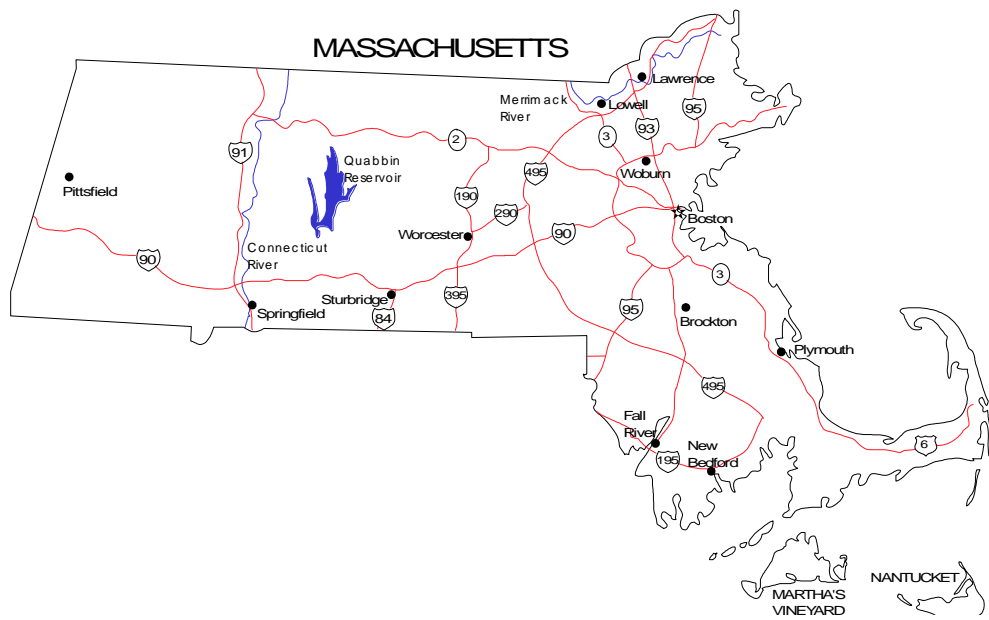 MASSACHUSETTS
Lawrence
Merrimack
River
Lowell
95
3
93
2
91
Quabbin
Reservoir
495
Woburn
Pittsfield
190
290
Boston
Worcester
90
Connecticut
River
90
3
Sturbridge
395
Springfield
84
95
Brockton
Plymouth
495
Fall
River
New
Bedford
195
6
NANTUCKET
MARTHA'S
VINEYARD